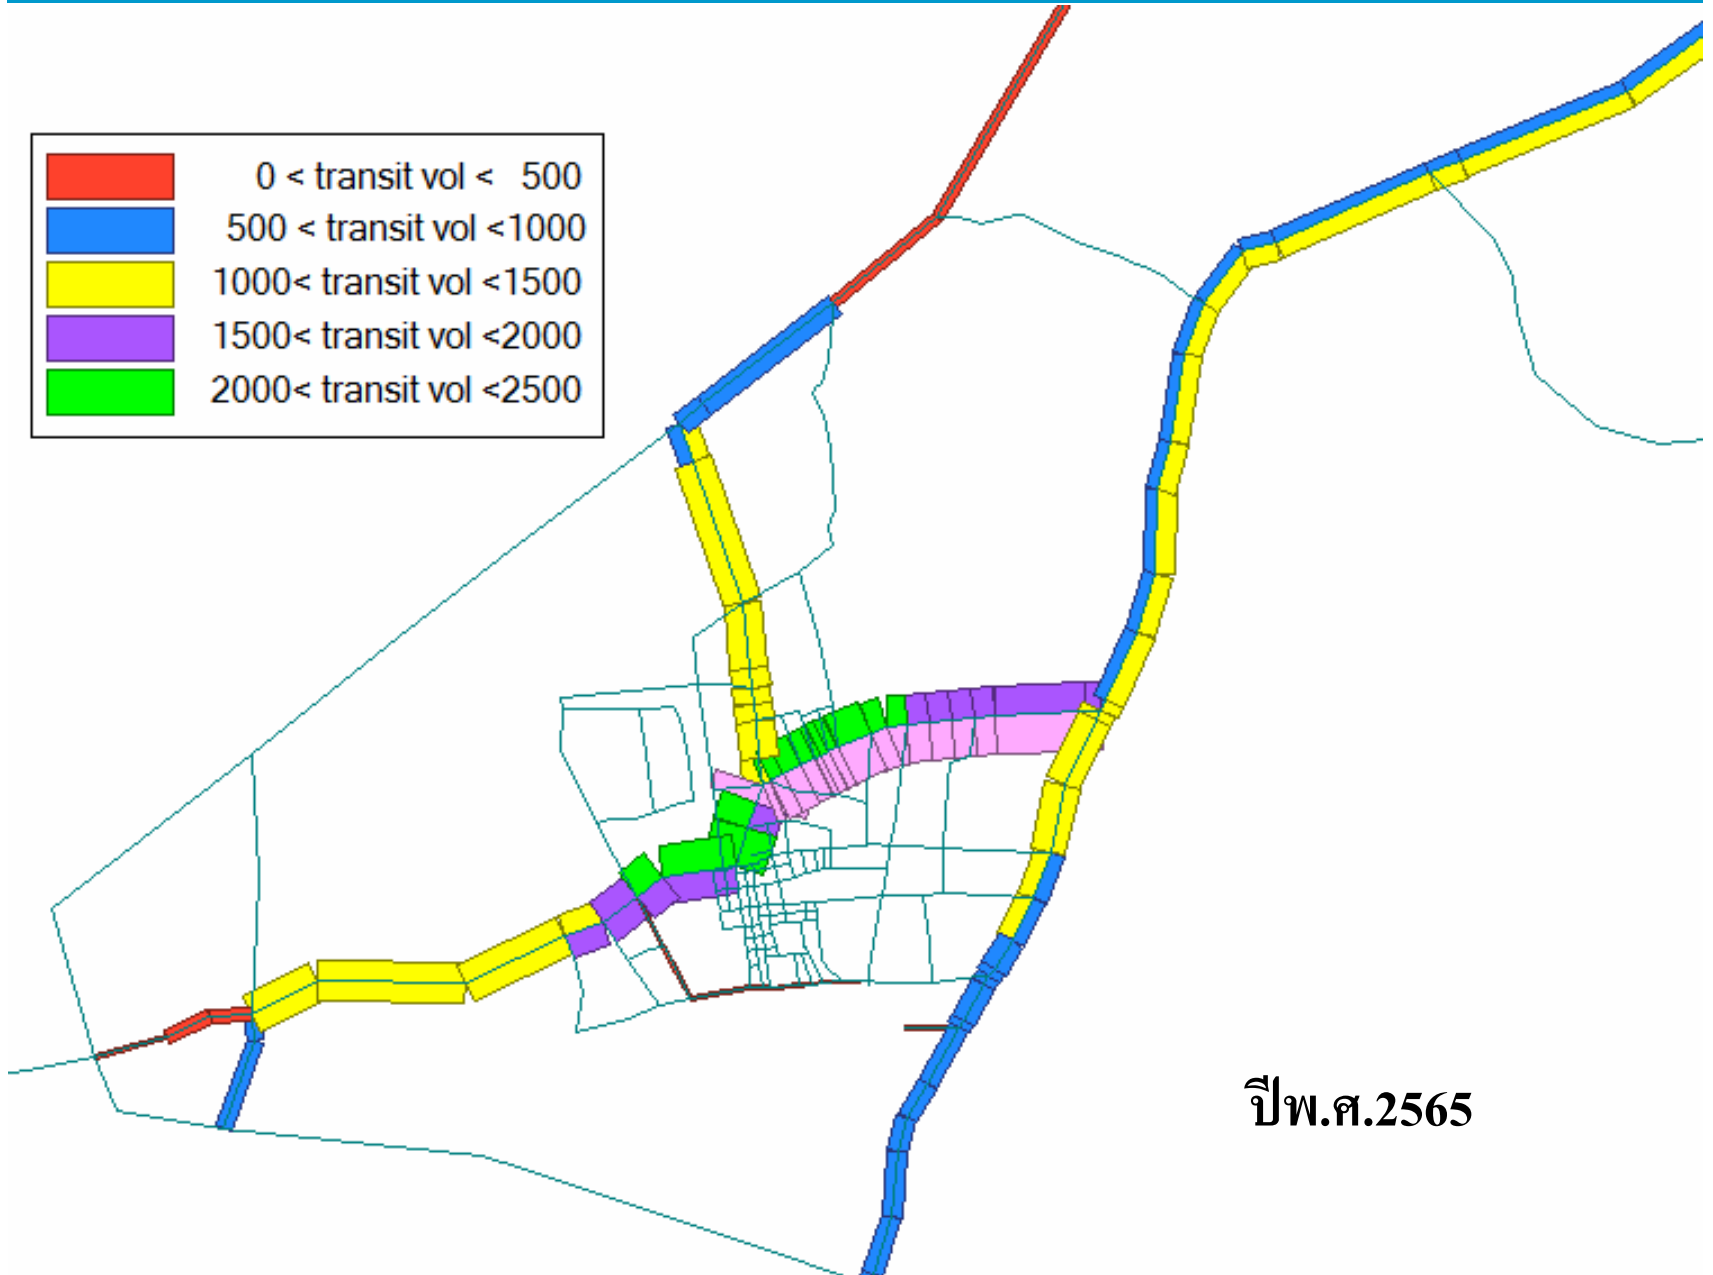 0 < transit vol < 500
500 < transit vol <1000
1000< transit vol <1500
1500< transit vol <2000
2000< transit vol <2500
ปีพ.ศ.2565